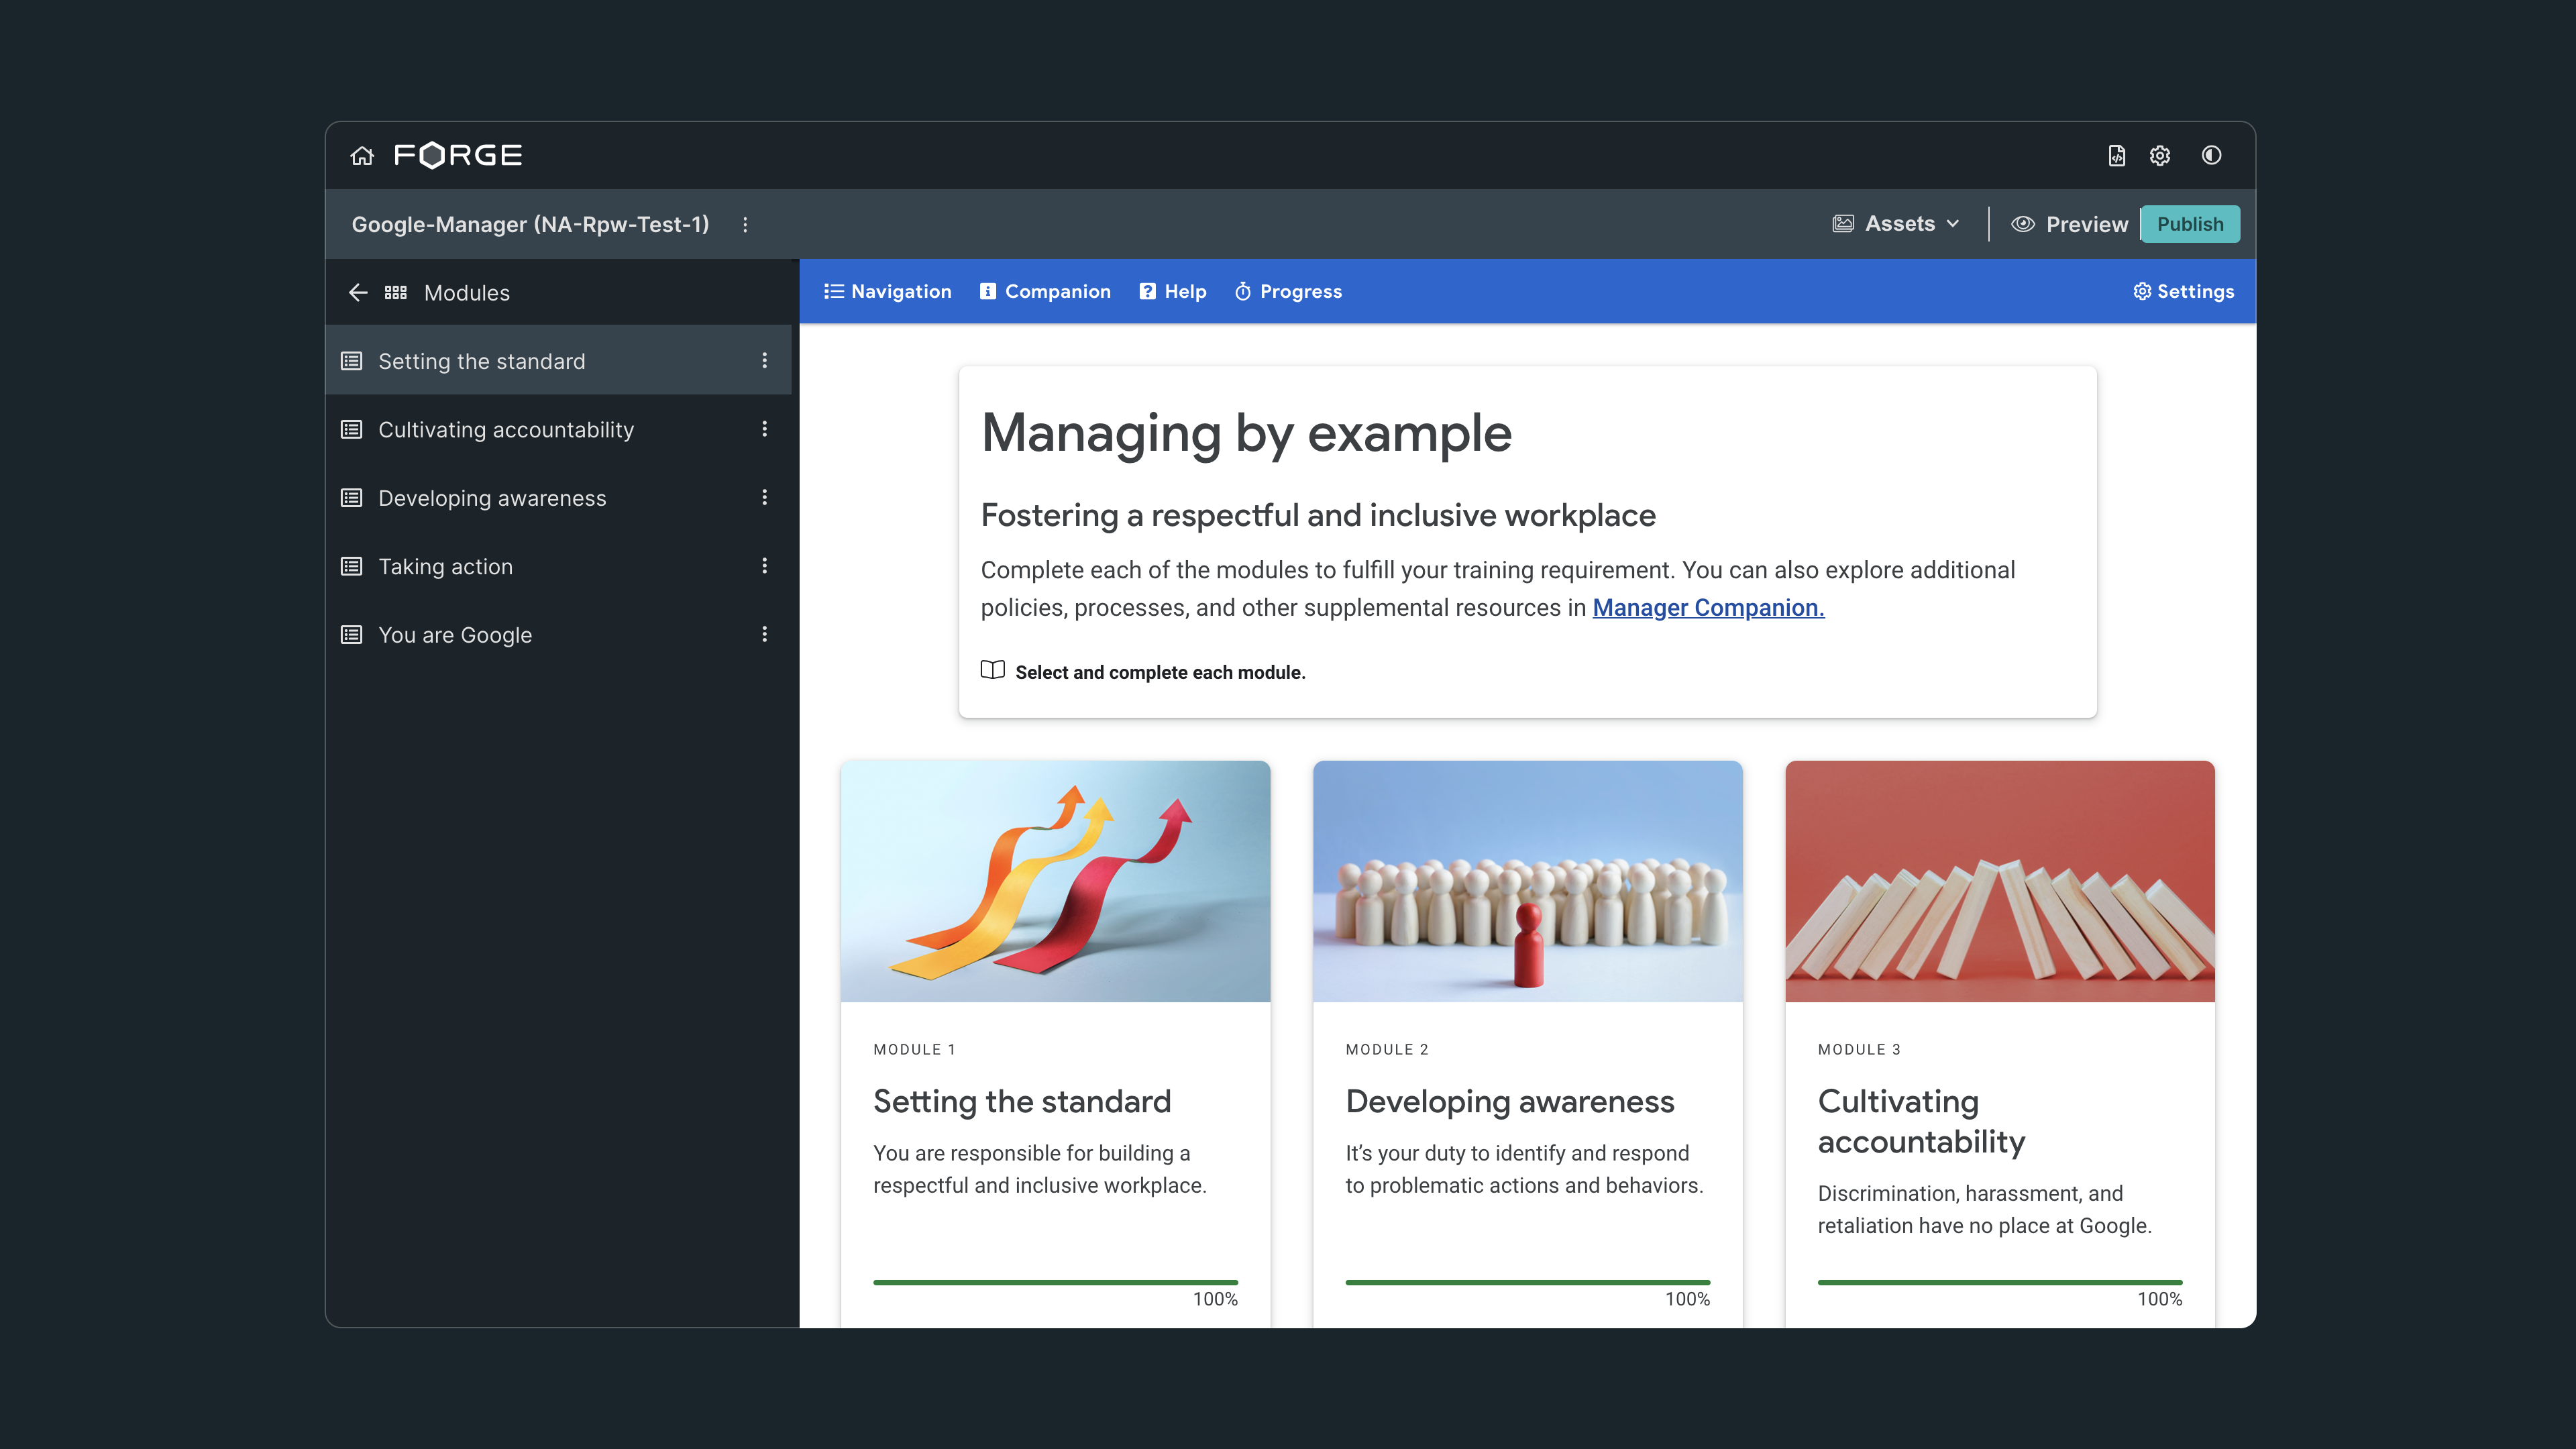 FORGE
Google-Manager (NA-Rpw-Test-1)
Assets
Preview
Publish
Modules
Setting the standard
Cultivating accountability
Developing awareness
Taking action
You are Google
Navigation
Companion
Help
Progress
Settings
Managing by example
Fostering a respectful and inclusive workplace
Complete each of the modules to fulfill your training requirement. You can also explore additional
policies, processes, and other supplemental resources in Manager Companion.
Select and complete each module.
MODULE 1
Setting the standard
You are responsible for building a
respectful and inclusive workplace.
100%
MODULE 2
Developing awareness
It’s your duty to identify and respond
to problematic actions and behaviors.
100%
MODULE 3
Cultivating
accountability
Discrimination, harassment, and
retaliation have no place at Google.
100%